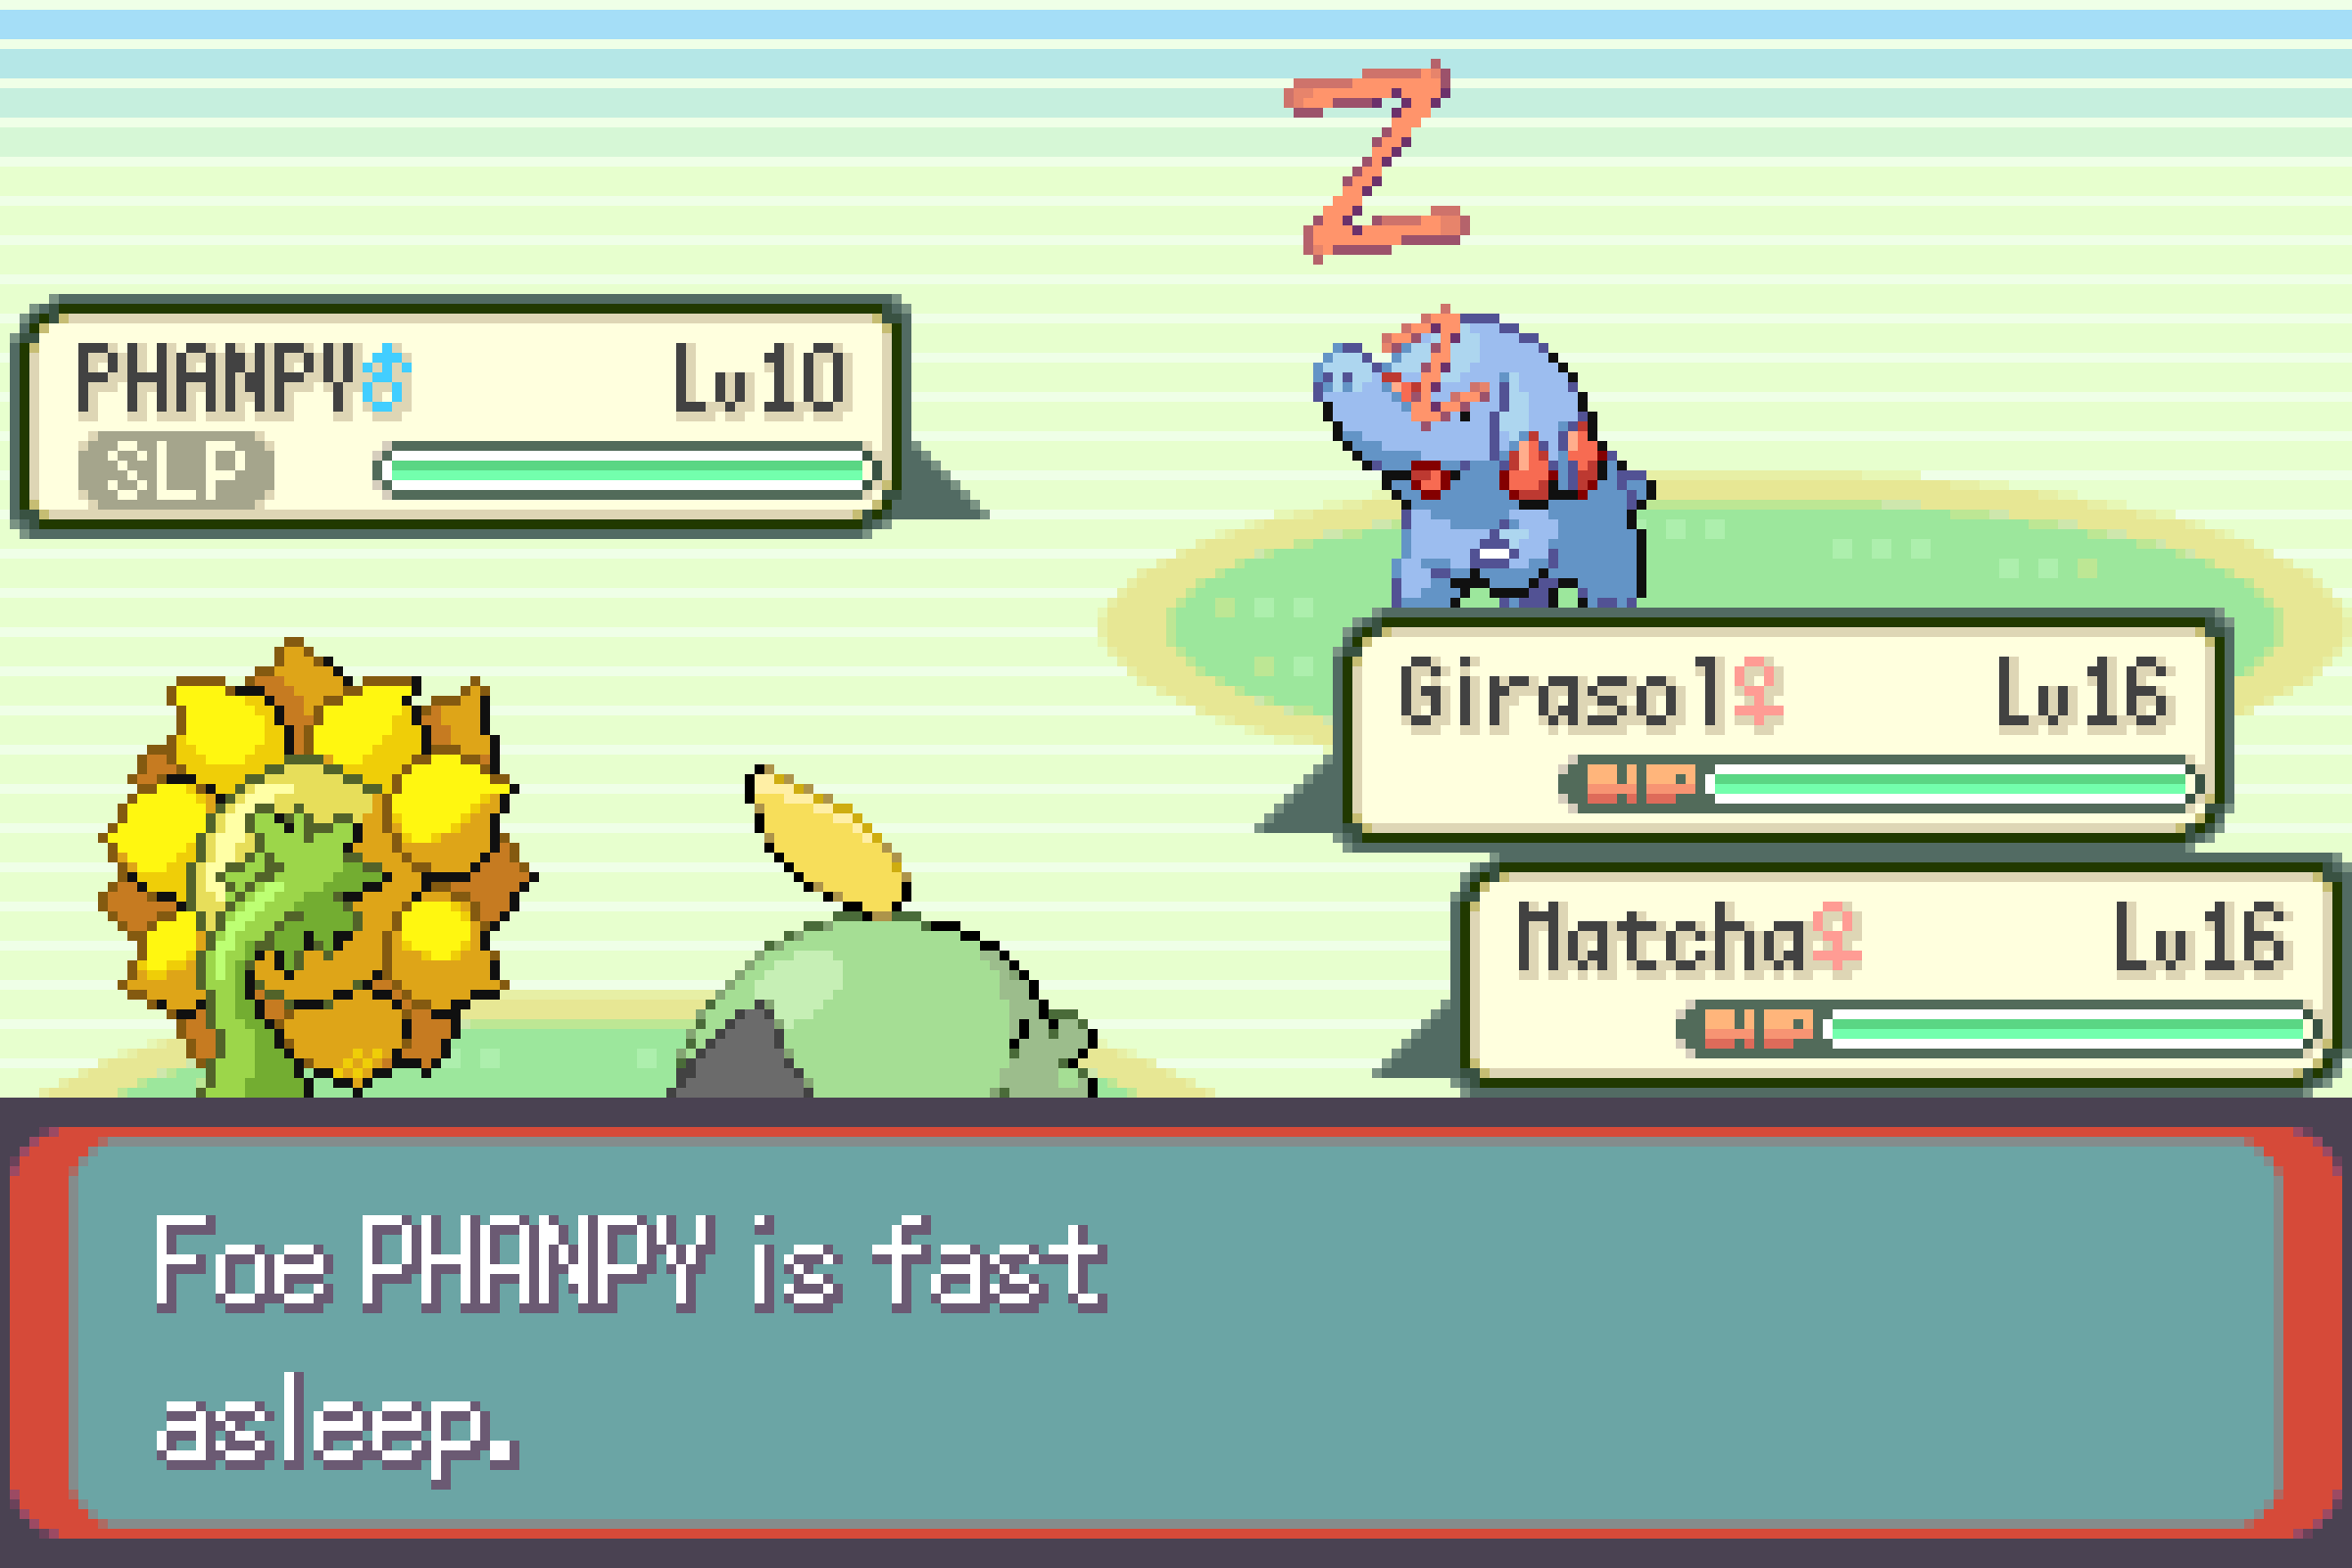 Z
PHANPY♂ Lv10
Z
SLP
Girasol♀ Lv16
HP
Matcha♀ Lv16
HP
Foe PHANPY is fast
asleep.